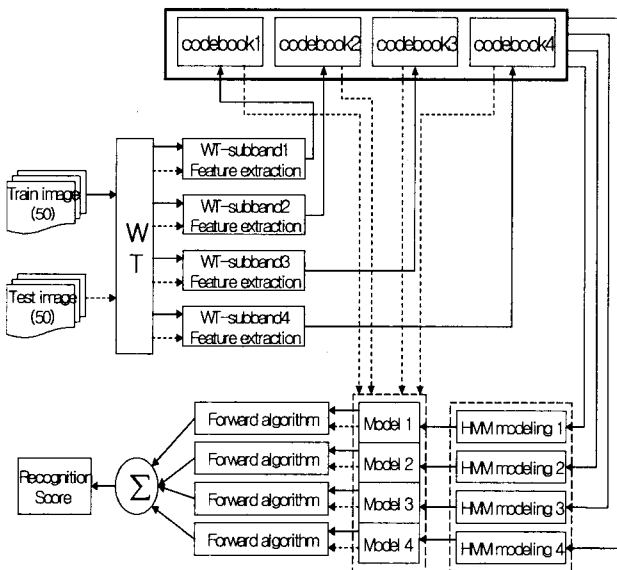 codebook1
codebook2
codebook3
codebook4
Train image
(50)
Test image
(50)
W
T
WT-subband1
Feature extraction
WT-subband2
Feature extraction
WT-subband3
Feature extraction
WT-subband4
Feature extraction
Recognition
Score
Σ
Forward algorithm
Forward algorithm
Forward algorithm
Forward algorithm
Model 1
Model 2
Model 3
Model 4
HMM modeling 1
HMM modeling 2
HMM modeling 3
HMM modeling 4